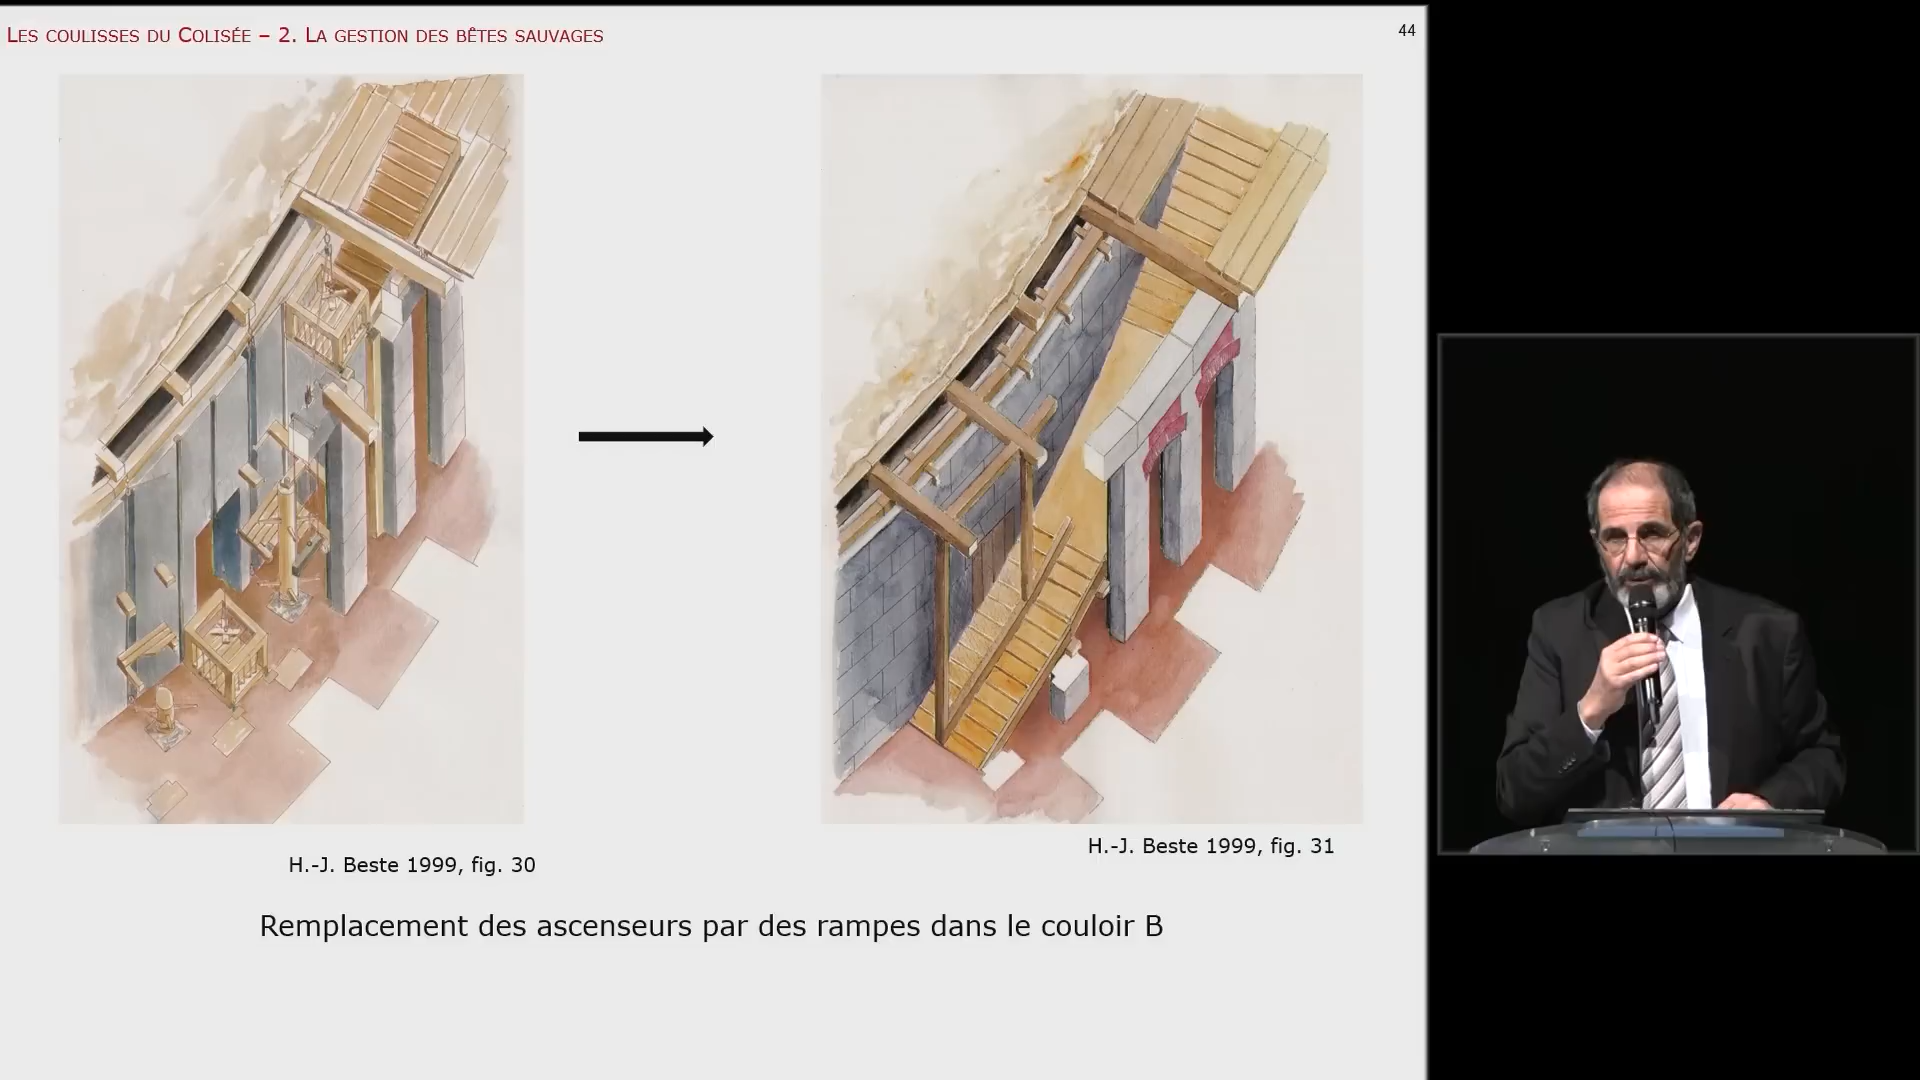 Les coulisses du Colisée – 2. La gestion des bêtes sauvages
44
H.-J. Beste 1999, fig. 30
H.-J. Beste 1999, fig. 31
Remplacement des ascenseurs par des rampes dans le couloir B